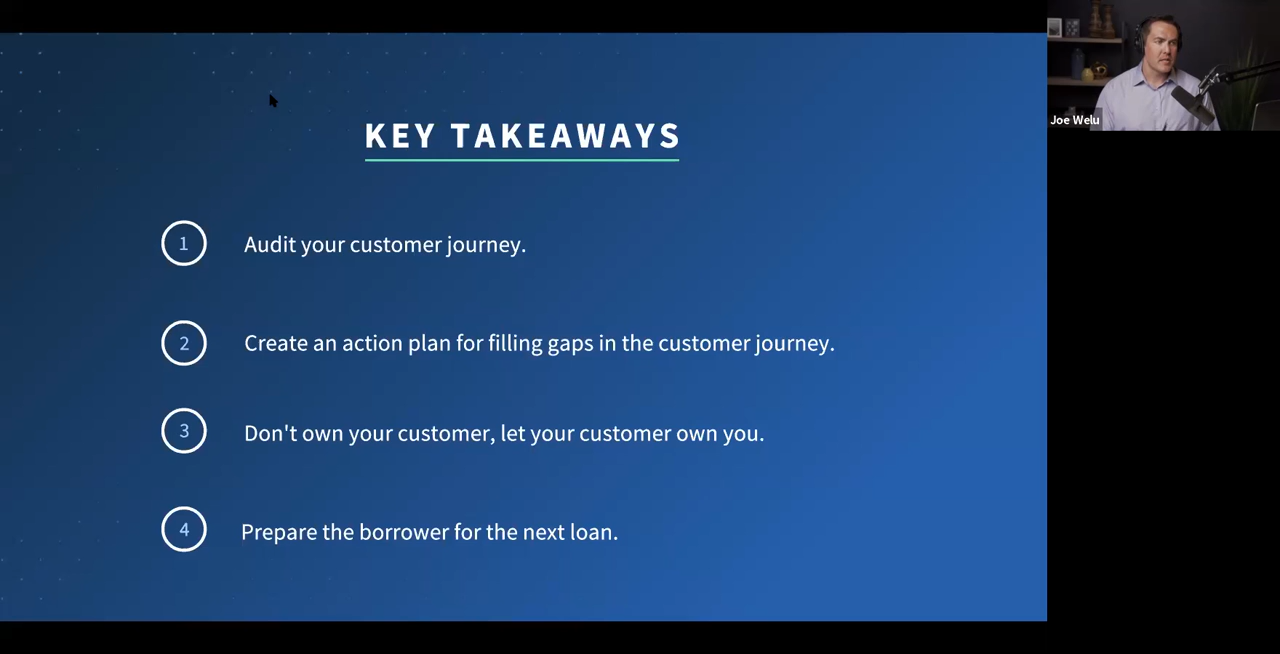 KEY TAKEAWAYS
1 Audit your customer journey.
2 Create an action plan for filling gaps in the customer journey.
3 Don't own your customer, let your customer own you.
4 Prepare the borrower for the next loan.
Joe Welu